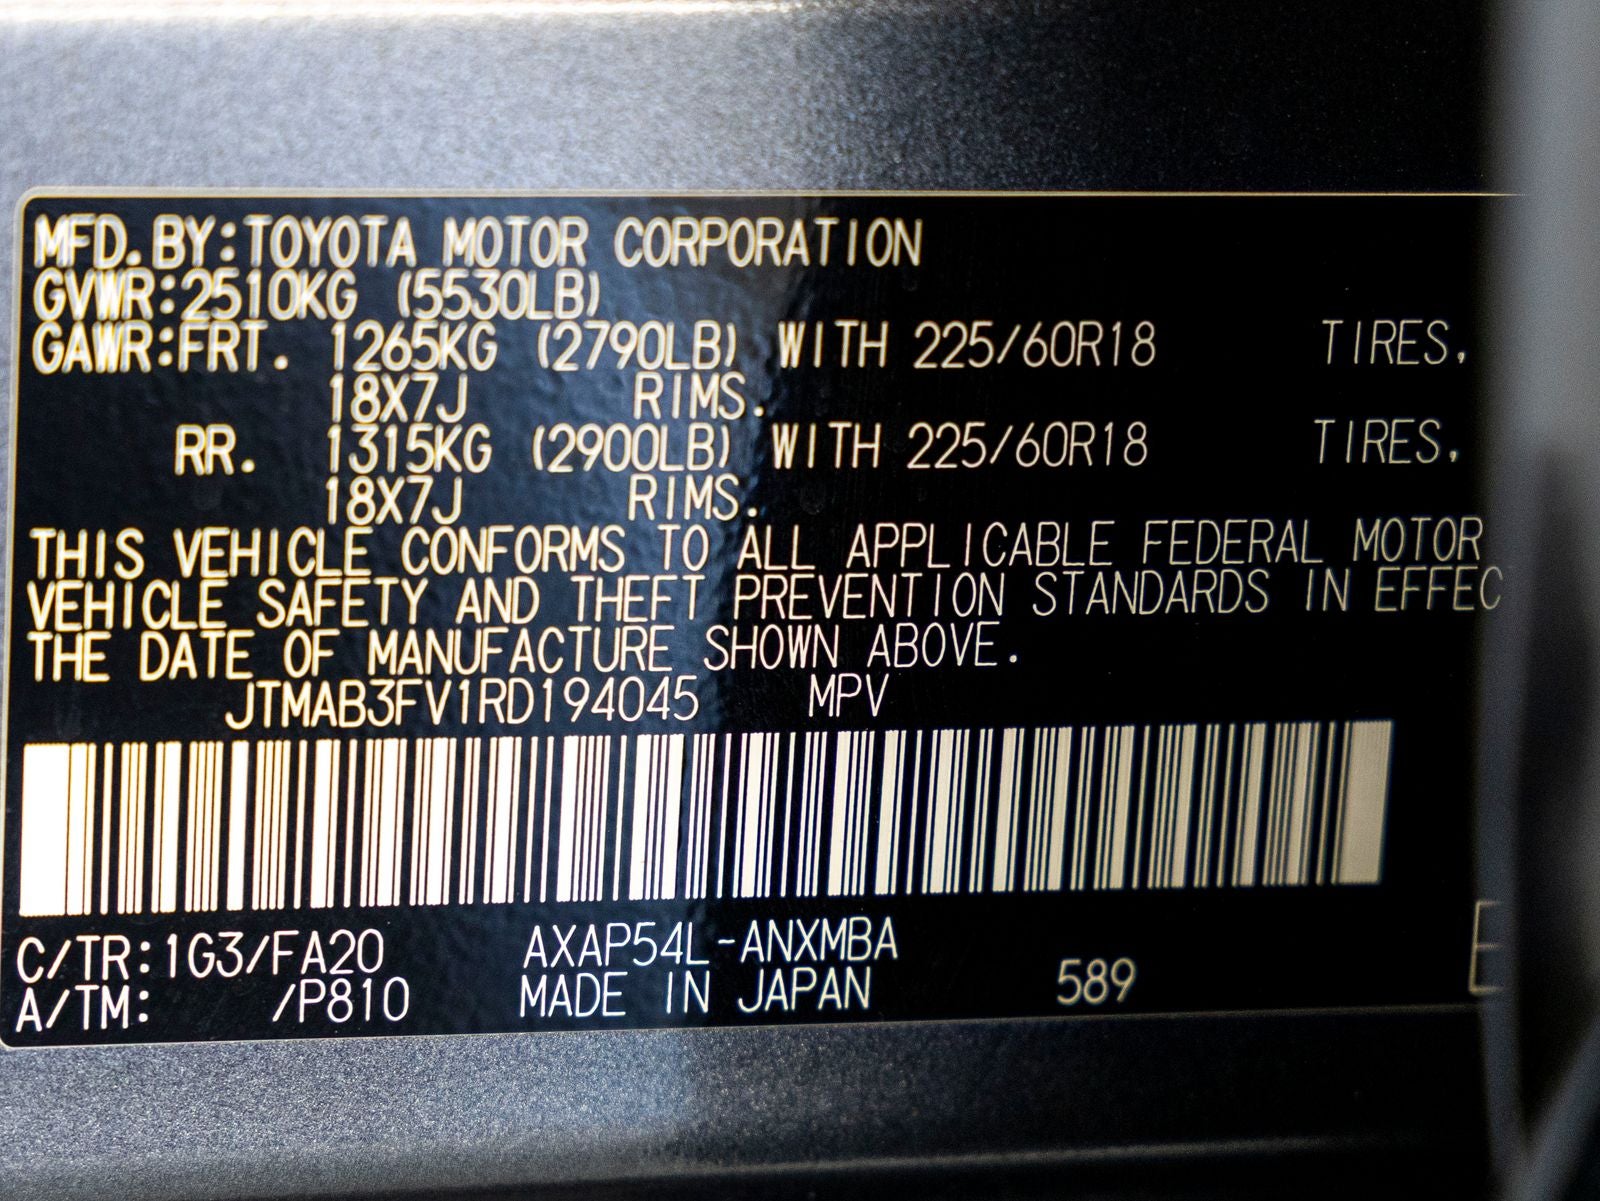 MFD.BY:TOYOTA MOTOR CORPORATION
GVWR:2510KG (5530LB)
GAWR:FRT. 1265KG (2790LB) WITH 225/60R18 TIRES,
18X7J RIMS.
RR. 1315KG (2900LB) WITH 225/60R18 TIRES,
18X7J RIMS.
THIS VEHICLE CONFORMS TO ALL APPLICABLE FEDERAL MOTOR
VEHICLE SAFETY AND THEFT PREVENTION STANDARDS IN EFFEC
THE DATE OF MANUFACTURE SHOWN ABOVE.
JTMAB3FV1RD194045 MPV
C/TR:1G3/FA20 AXAP54L-ANXMBA
A/TM: /P810 MADE IN JAPAN 589